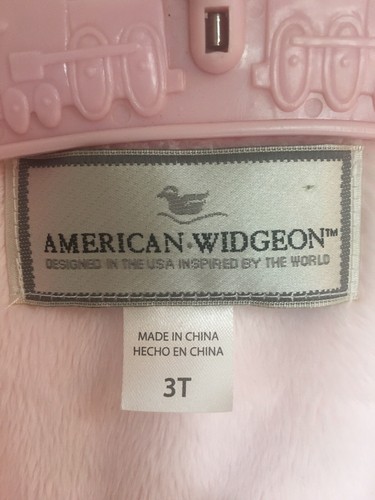 AMERICAN·WIDGEON™
DESIGNED IN THE USA INSPIRED BY THE WORLD
MADE IN CHINA
HECHO EN CHINA
3T